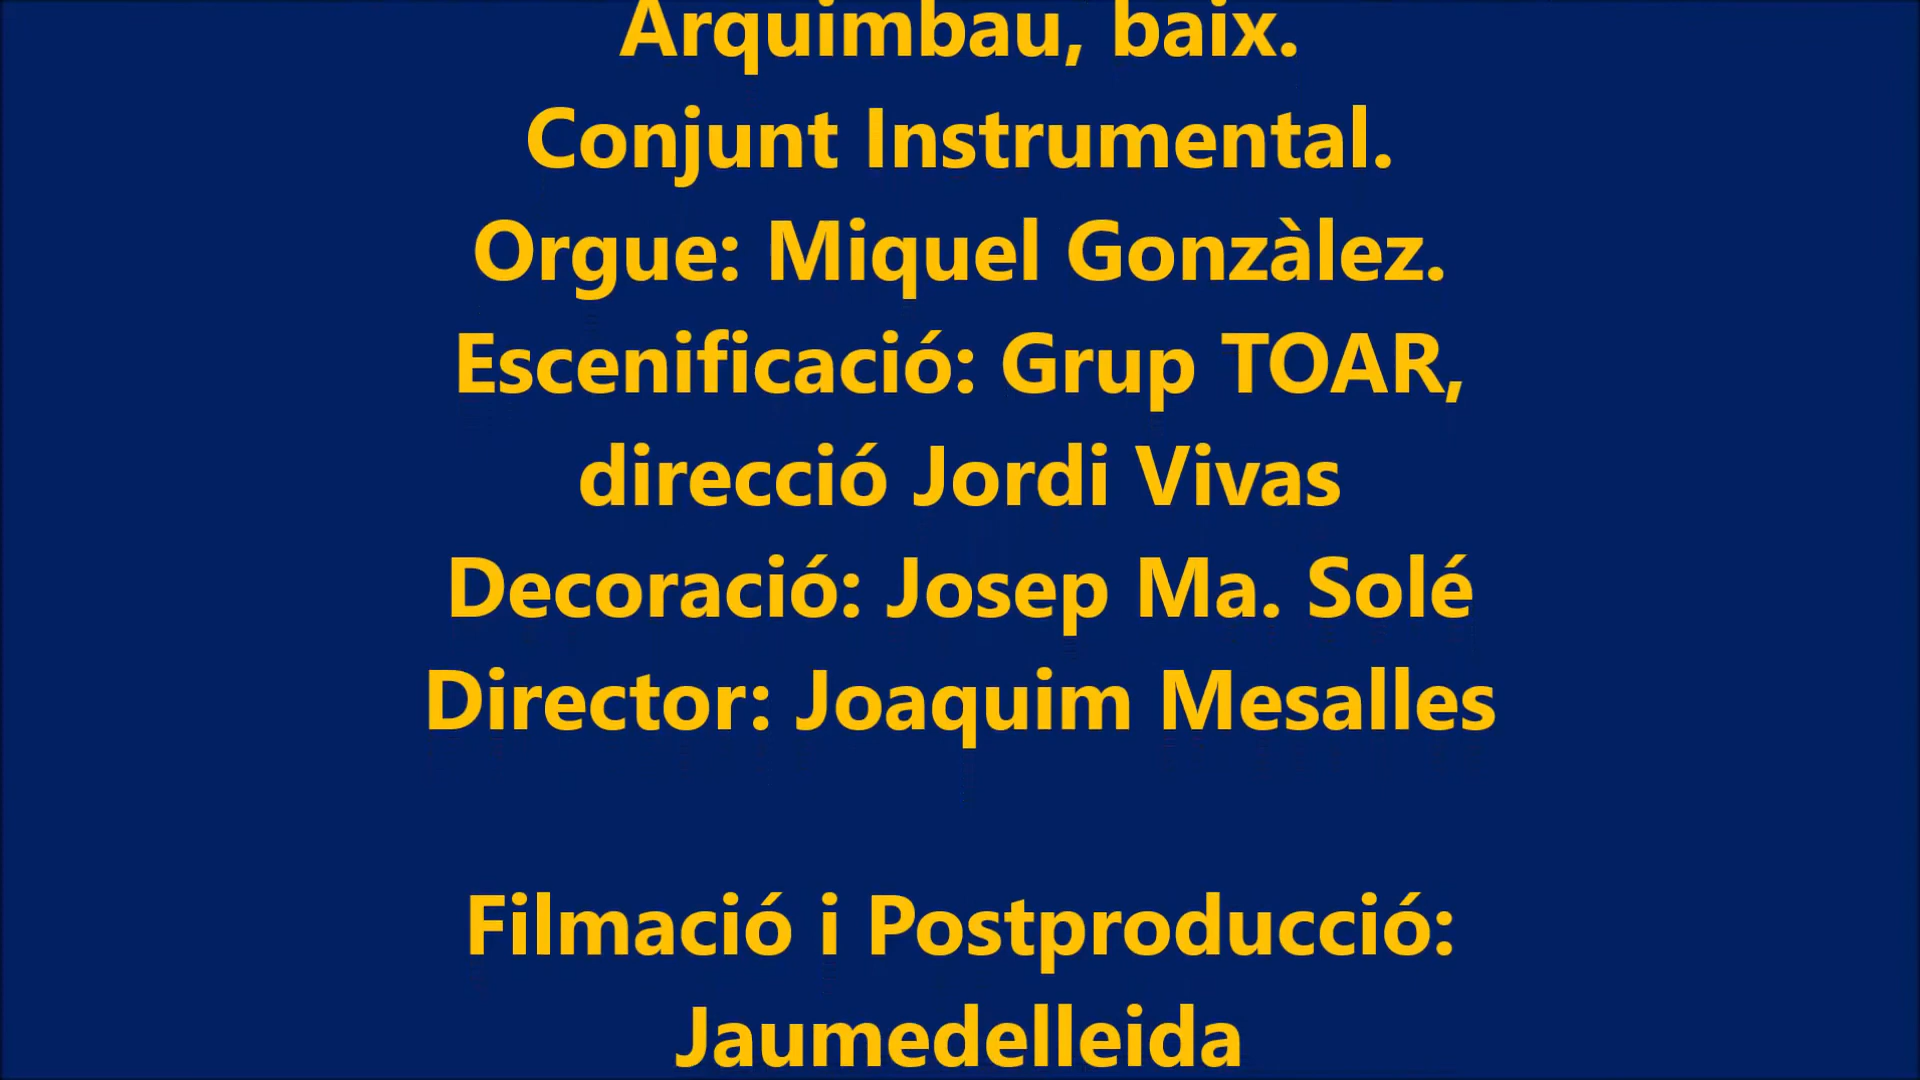 Arquimbau, baix.
Conjunt Instrumental.
Orgue: Miquel Gonzàlez.
Escenificació: Grup TOAR,
direcció Jordi Vivas
Decoració: Josep Ma. Solé
Director: Joaquim Mesalles
Filmació i Postproducció:
Jaumedelleida